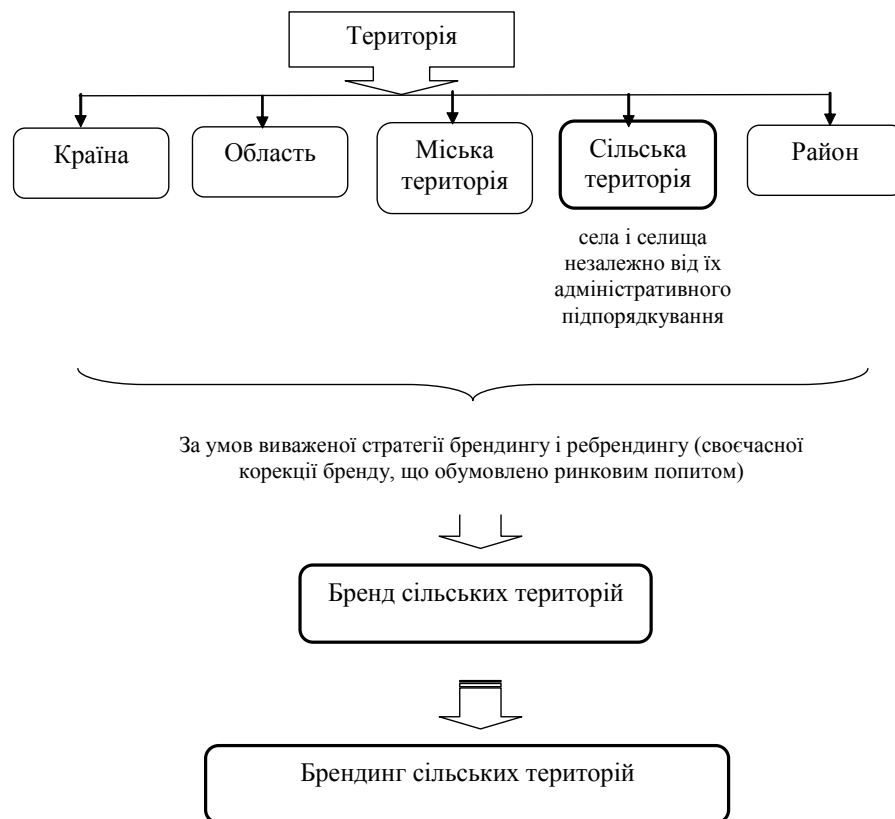 Територія
Країна
Область
Міська
територія
Сільська
територія
Район
села і селища
незалежно від їх
адміністративного
підпорядкування
За умов виваженої стратегії брендингу і ребрендингу (своєчасної
корекції бренду, що обумовлено ринковим попитом)
Бренд сільських територій
Брендинг сільських територій